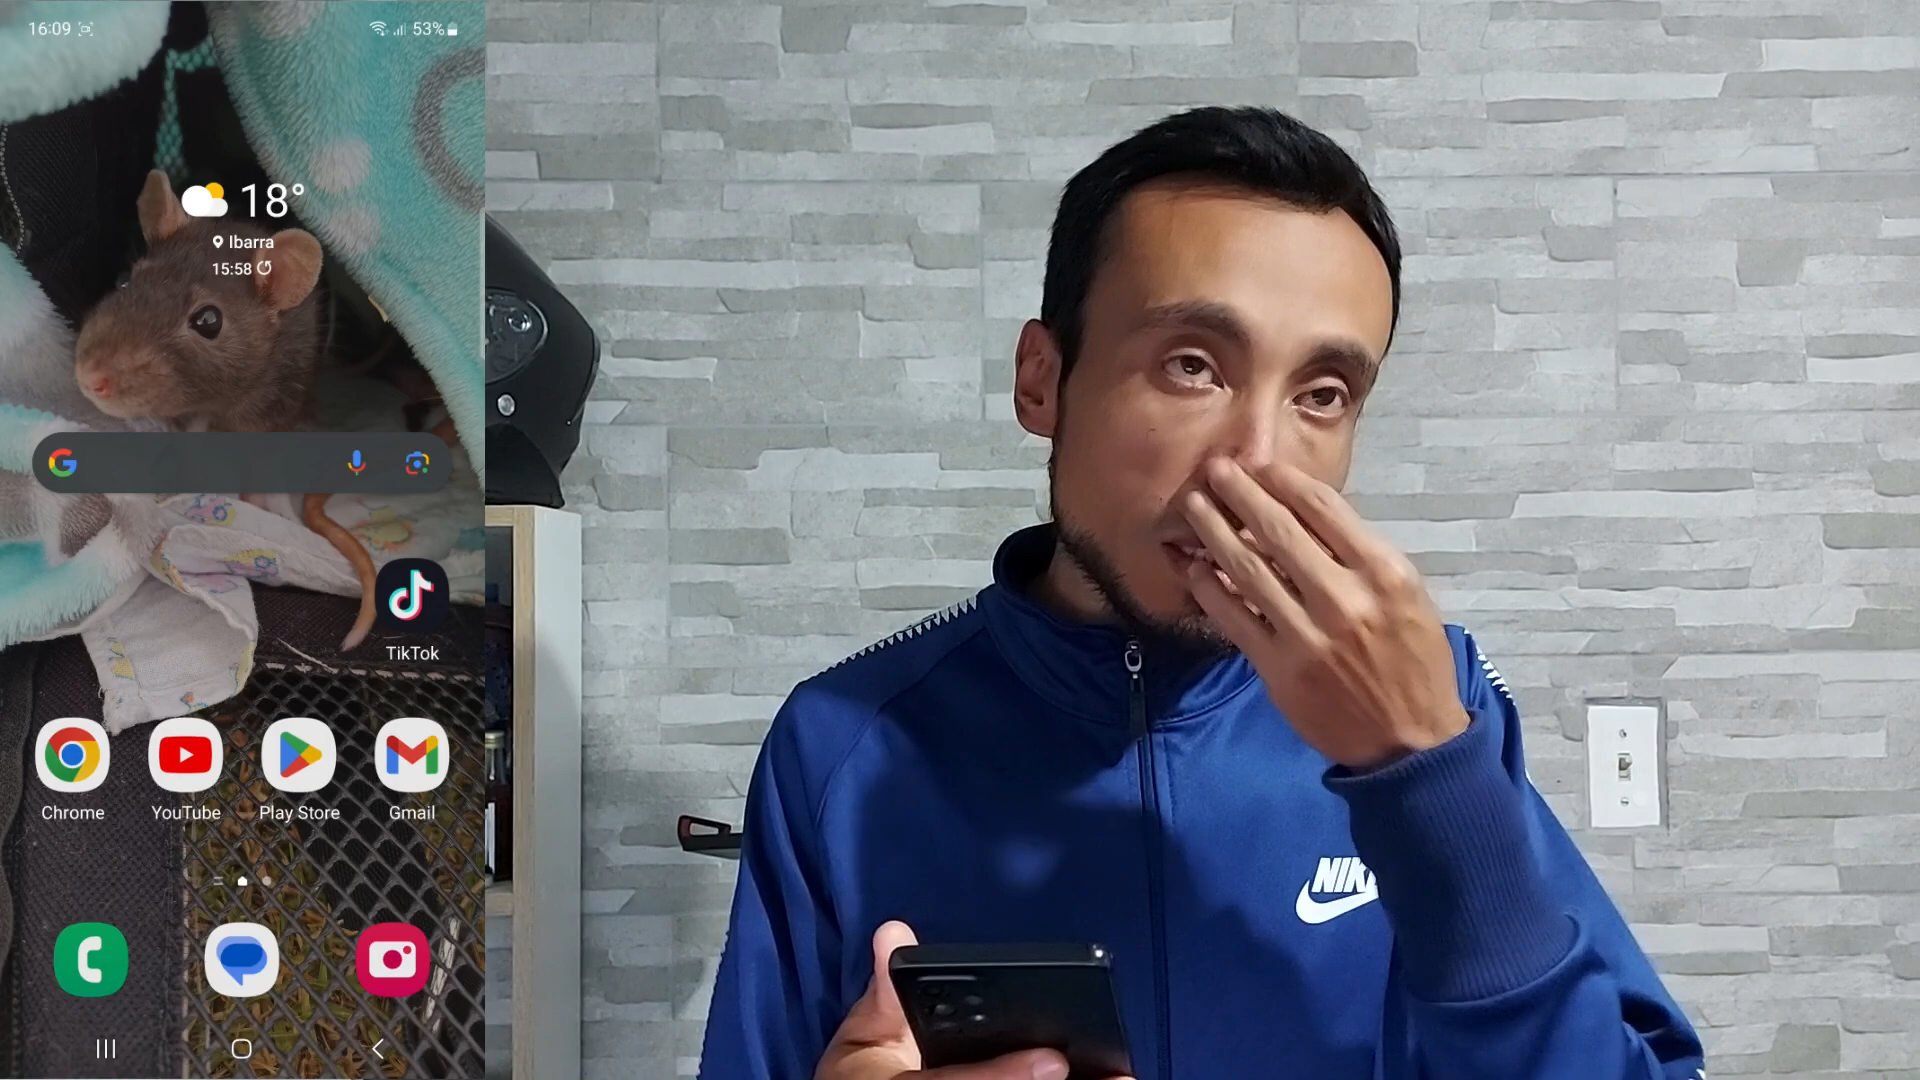 16:09
53%
18°
Ibarra
15:58
TikTok
Chrome
YouTube
Play Store
Gmail
NIKE